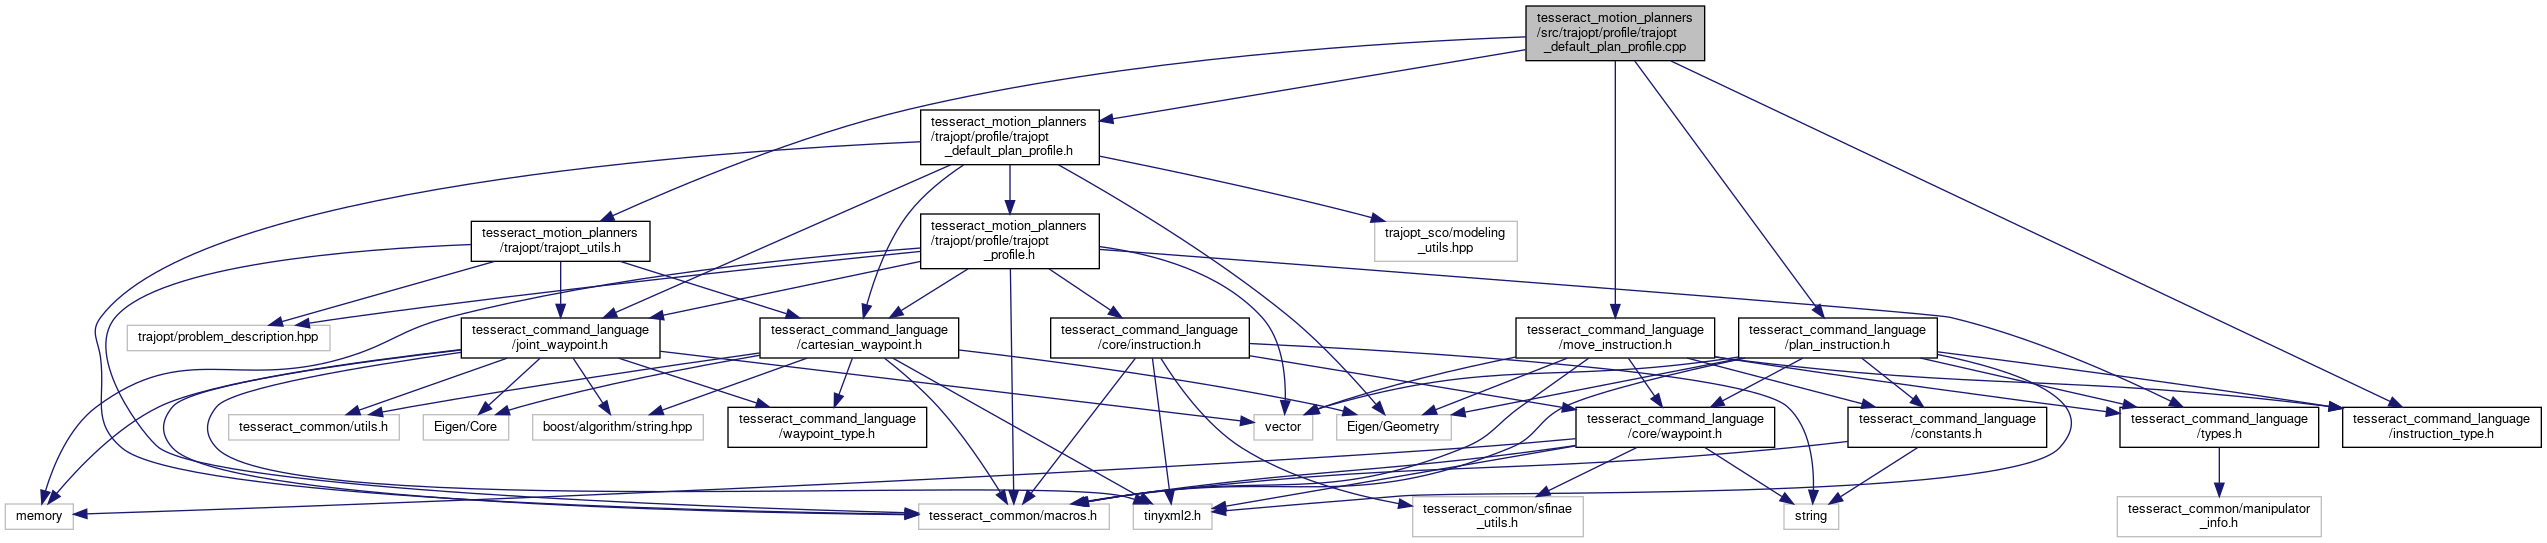 tesseract_motion_planners
/src/trajopt/profile/trajopt
_default_plan_profile.cpp
tesseract_motion_planners
/trajopt/profile/trajopt
_default_plan_profile.h
tesseract_motion_planners
/trajopt/trajopt_utils.h
tesseract_motion_planners
/trajopt/profile/trajopt
_profile.h
trajopt_sco/modeling
_utils.hpp
trajopt/problem_description.hpp
tesseract_command_language
/joint_waypoint.h
tesseract_command_language
/cartesian_waypoint.h
tesseract_command_language
/core/instruction.h
tesseract_command_language
/move_instruction.h
tesseract_command_language
/plan_instruction.h
tesseract_common/utils.h
Eigen/Core
boost/algorithm/string.hpp
tesseract_command_language
/waypoint_type.h
vector
Eigen/Geometry
tesseract_command_language
/core/waypoint.h
tesseract_command_language
/constants.h
tesseract_command_language
/types.h
tesseract_command_language
/instruction_type.h
memory
tesseract_common/macros.h
tinyxml2.h
tesseract_common/sfinae
_utils.h
string
tesseract_common/manipulator
_info.h